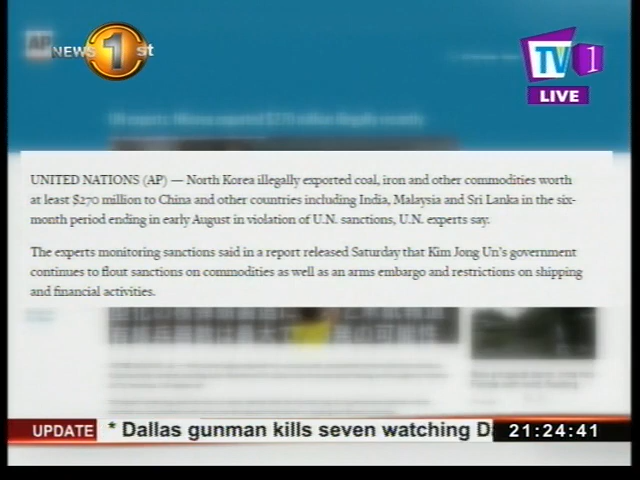 AP
NEWS 1st
TV1
LIVE
UNITED NATIONS (AP) — North Korea illegally exported coal, iron and other commodities worth
at least $270 million to China and other countries including India, Malaysia and Sri Lanka in the six-
month period ending in early August in violation of U.N. sanctions, U.N. experts say.
The experts monitoring sanctions said in a report released Saturday that Kim Jong Un's government
continues to flout sanctions on commodities as well as an arms embargo and restrictions on shipping
and financial activities.
UPDATE * Dallas gunman kills seven watching D 21:24:41